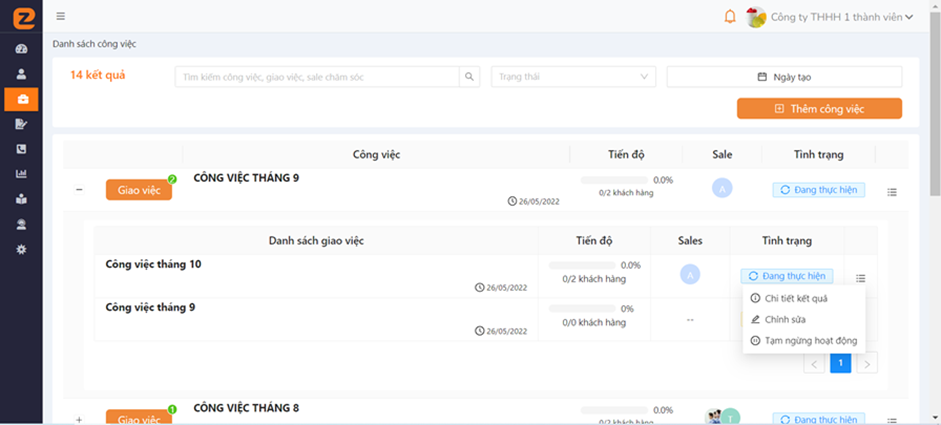 Công ty THHH 1 thành viên
Danh sách công việc
14 kết quả
Tìm kiếm công việc, giao việc, sale chăm sóc
Trạng thái
Ngày tạo
Thêm công việc
Công việc Tiến độ Sale Tình trạng
Giao việc 2 CÔNG VIỆC THÁNG 9 0.0% A Đang thực hiện
26/05/2022 0/2 khách hàng
Danh sách giao việc Tiến độ Sales Tình trạng
Công việc tháng 10 0.0% A Đang thực hiện
26/05/2022 0/2 khách hàng
Chi tiết kết quả
Công việc tháng 9 0% --
26/05/2022 0/0 khách hàng
Chỉnh sửa
Tạm ngừng hoạt động
< 1 >
Giao việc 1 CÔNG VIỆC THÁNG 8 0.0% T Đang thực hiện